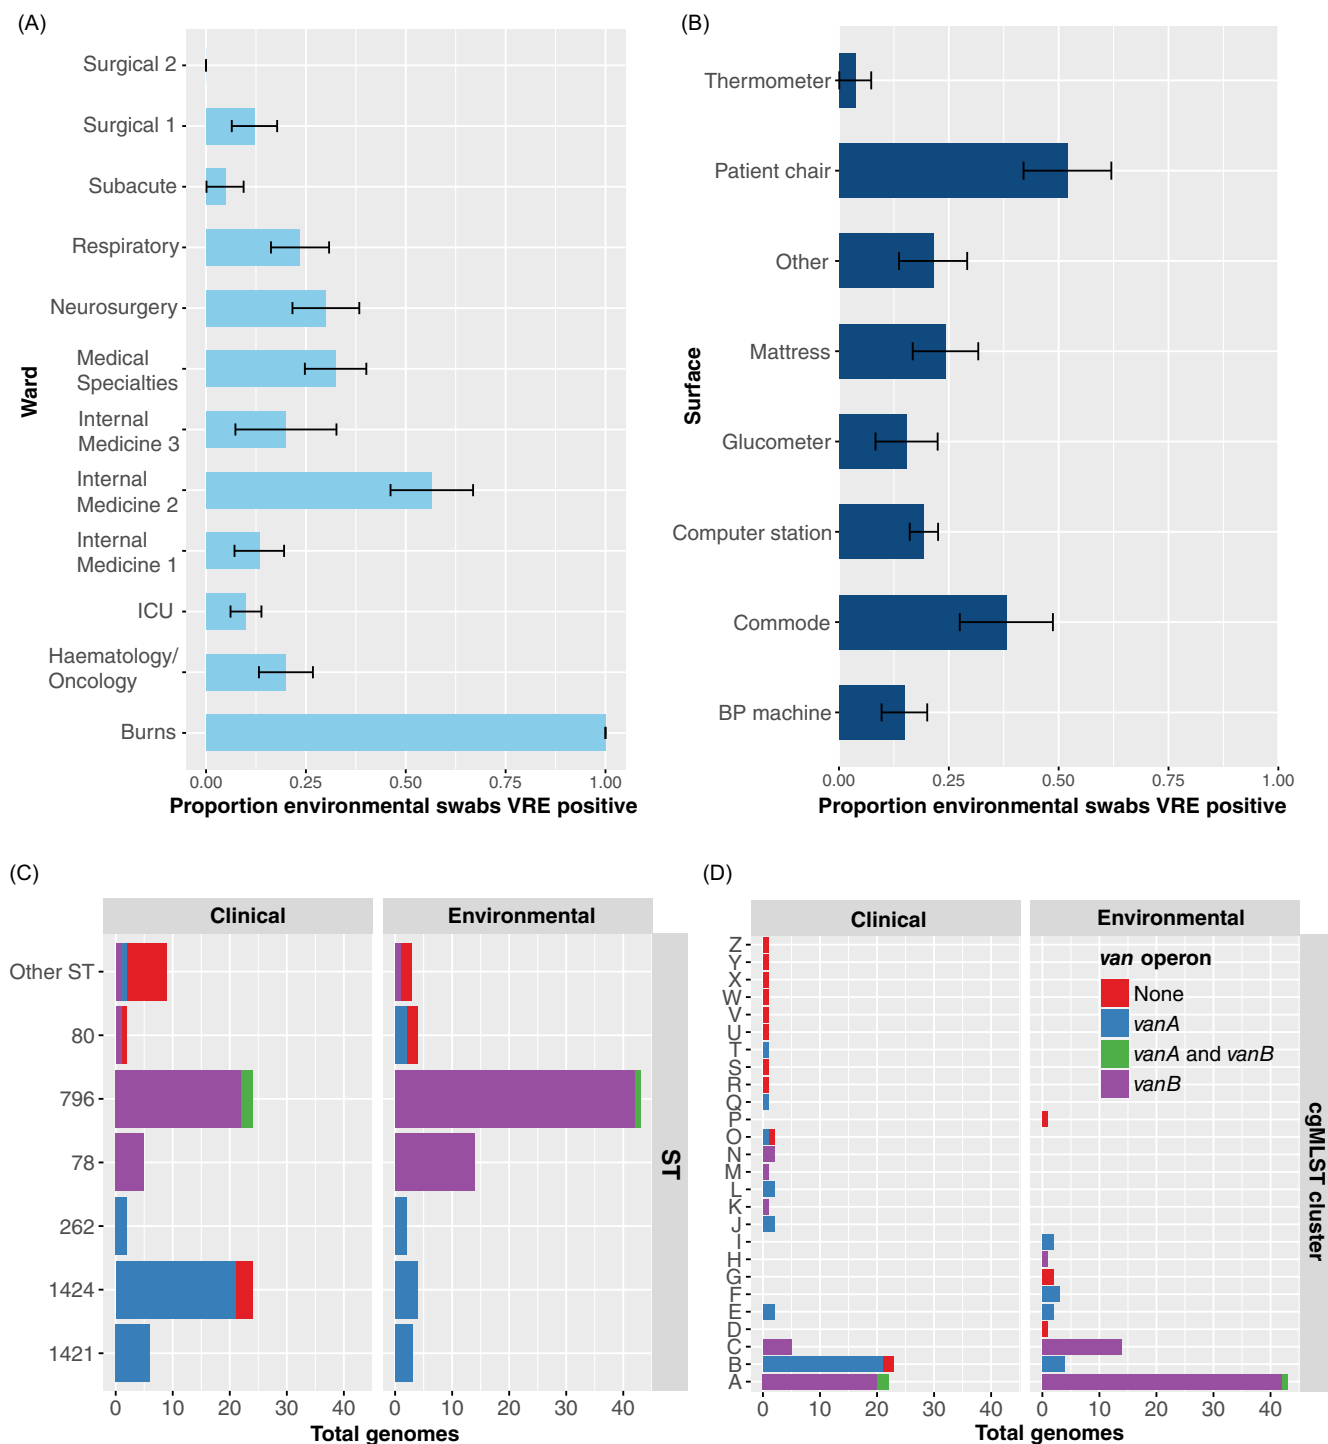 (A)
Ward
Surgical 2
Surgical 1
Subacute
Respiratory
Neurosurgery
Medical
Specialties
Internal
Medicine 3
Internal
Medicine 2
Internal
Medicine 1
ICU
Haematology/
Oncology
Burns
0.00 0.25 0.50 0.75 1.00
Proportion environmental swabs VRE positive
(B)
Surface
Thermometer
Patient chair
Other
Mattress
Glucometer
Computer station
Commode
BP machine
0.00 0.25 0.50 0.75 1.00
Proportion environmental swabs VRE positive
(C)
Clinical Environmental
Other ST
80
796
78
262
1424
1421
ST
0 10 20 30 40 0 10 20 30 40
Total genomes
(D)
Clinical Environmental
Z
Y
X
W
V
U
T
S
R
Q
P
O
N
M
L
K
J
I
H
G
F
E
D
C
B
A
van operon
None
vanA
vanA and vanB
vanB
cgMLST cluster
0 10 20 30 40 0 10 20 30 40
Total genomes